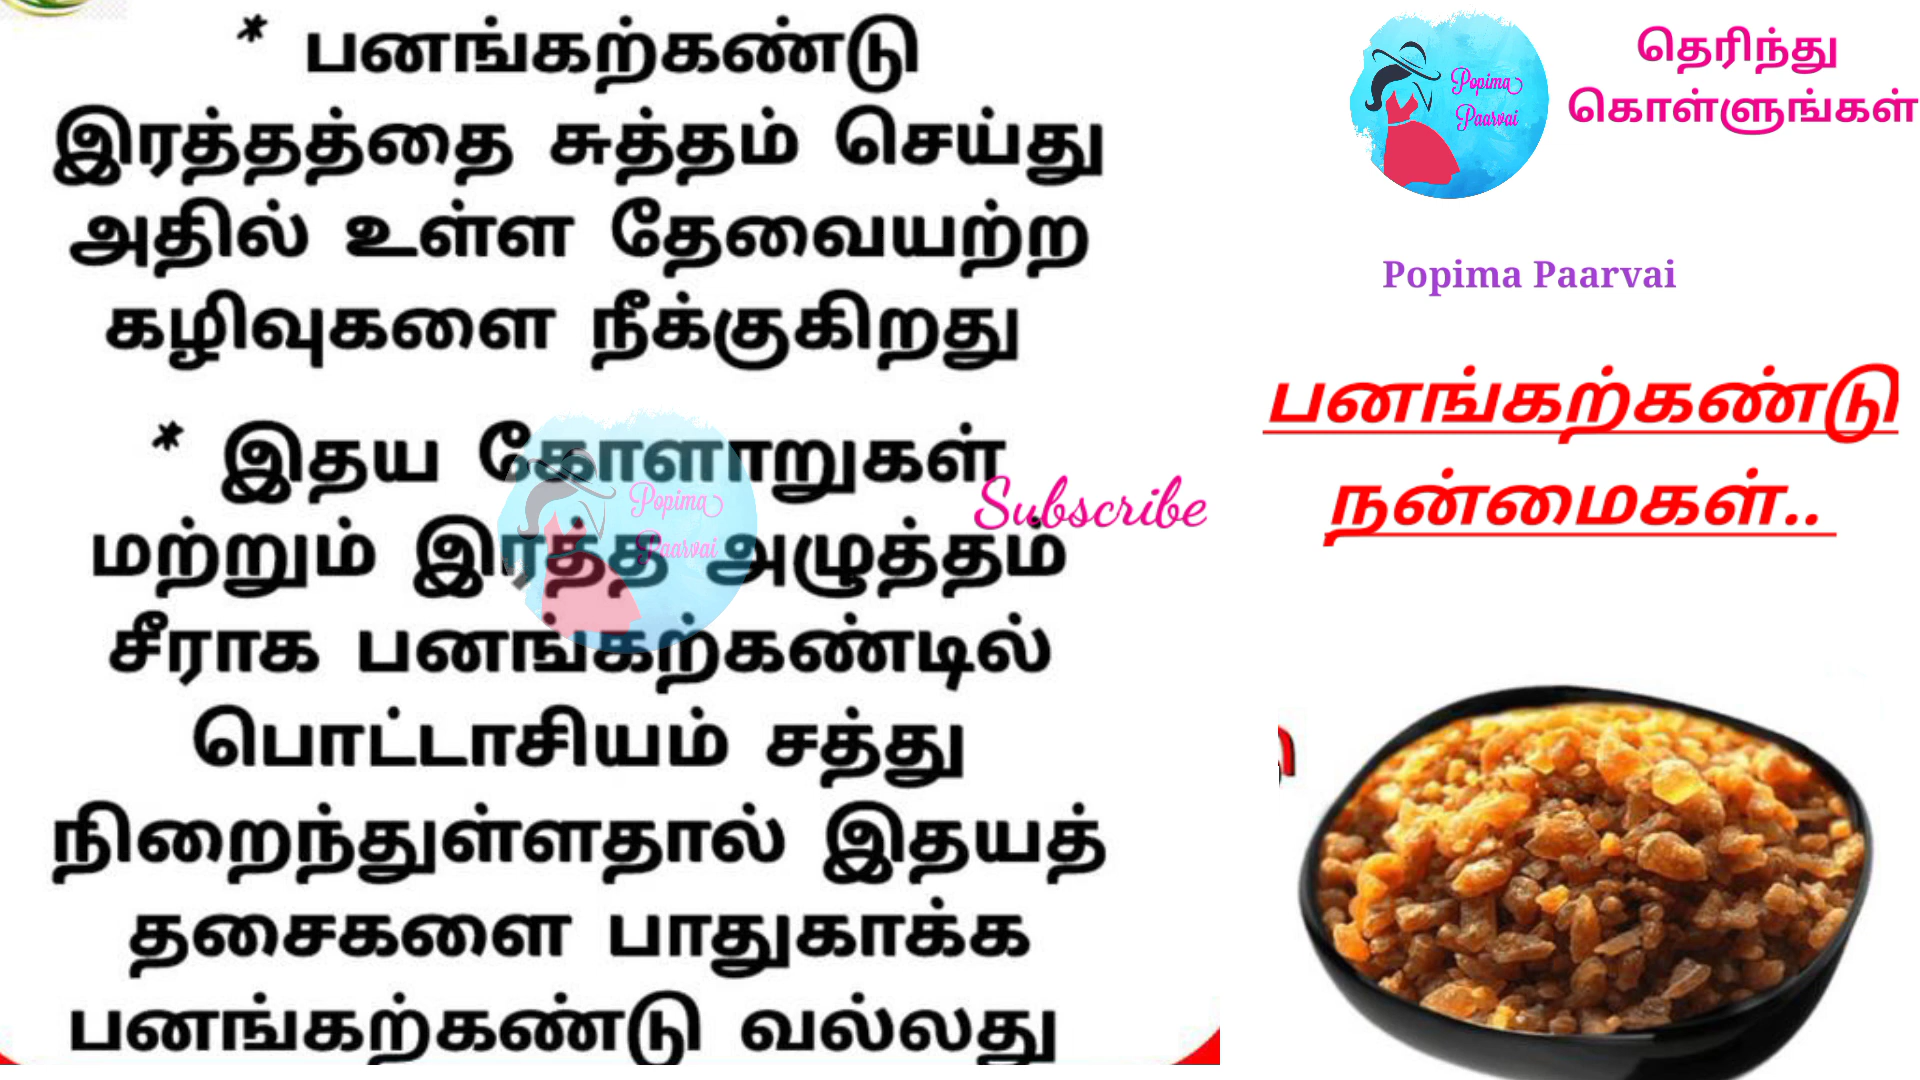 * பனங்கற்கண்டு
இரத்தத்தை சுத்தம் செய்து
அதில் உள்ள தேவையற்ற
கழிவுகளை நீக்குகிறது
* இதய கோளாறுகள்
மற்றும் இரத்த அழுத்தம்
சீராக பனங்கற்கண்டில்
பொட்டாசியம் சத்து
நிறைந்துள்ளதால் இதயத்
தசைகளை பாதுகாக்க
பனங்கற்கண்டு வல்லது
Popima
Paarvai
Subscribe
Popima
Paarvai
தெரிந்து
கொள்ளுங்கள்
Popima Paarvai
பனங்கற்கண்டு
நன்மைகள்..